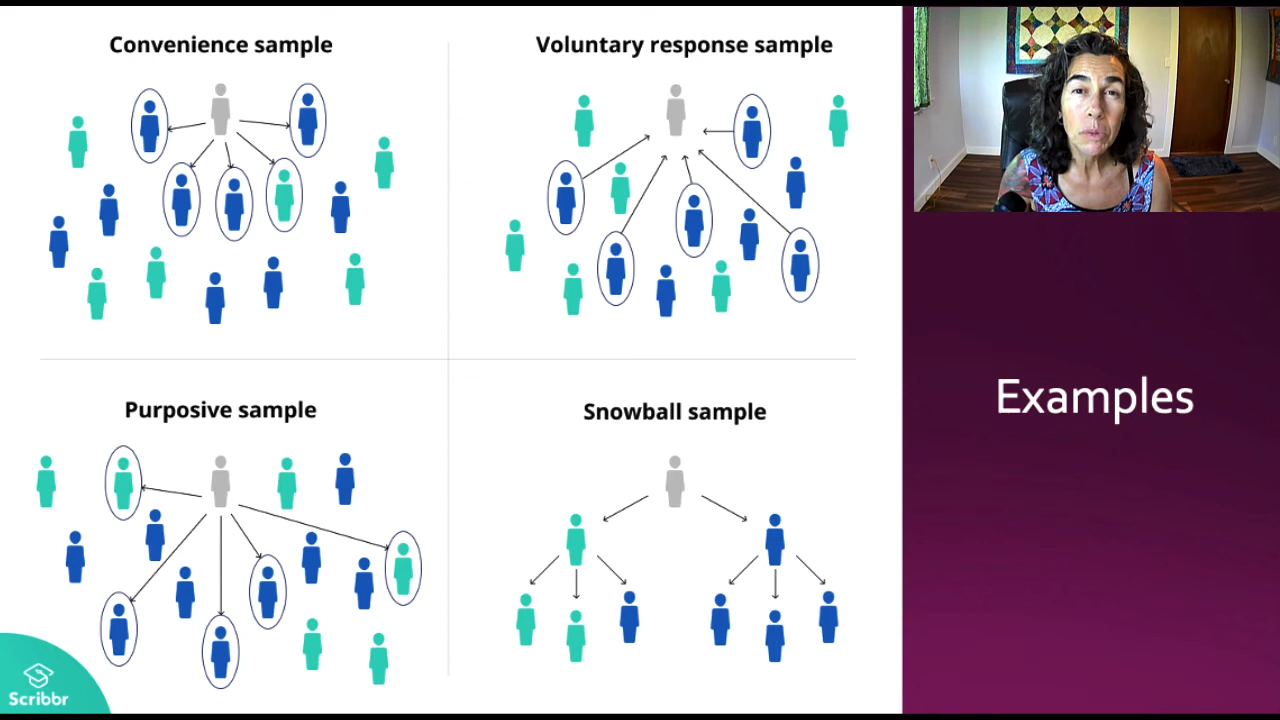 Convenience sample
Voluntary response sample
Purposive sample
Snowball sample
Examples
Scribbr